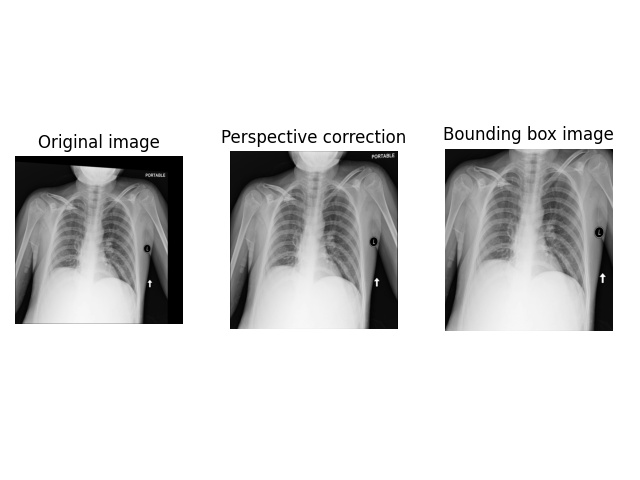 Original image
Perspective correction
Bounding box image
PORTABLE
PORTABLE
L
L
L